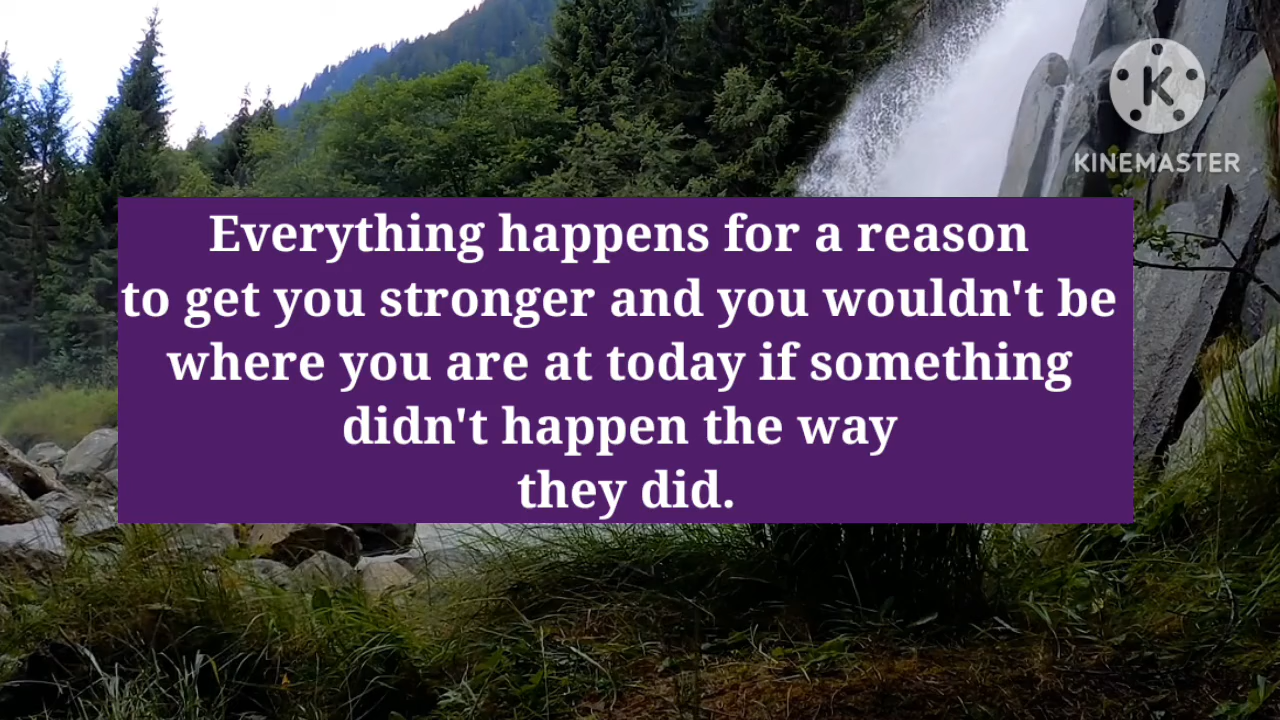 K
KINEMASTER
Everything happens for a reason
to get you stronger and you wouldn't be
where you are at today if something
didn't happen the way
they did.